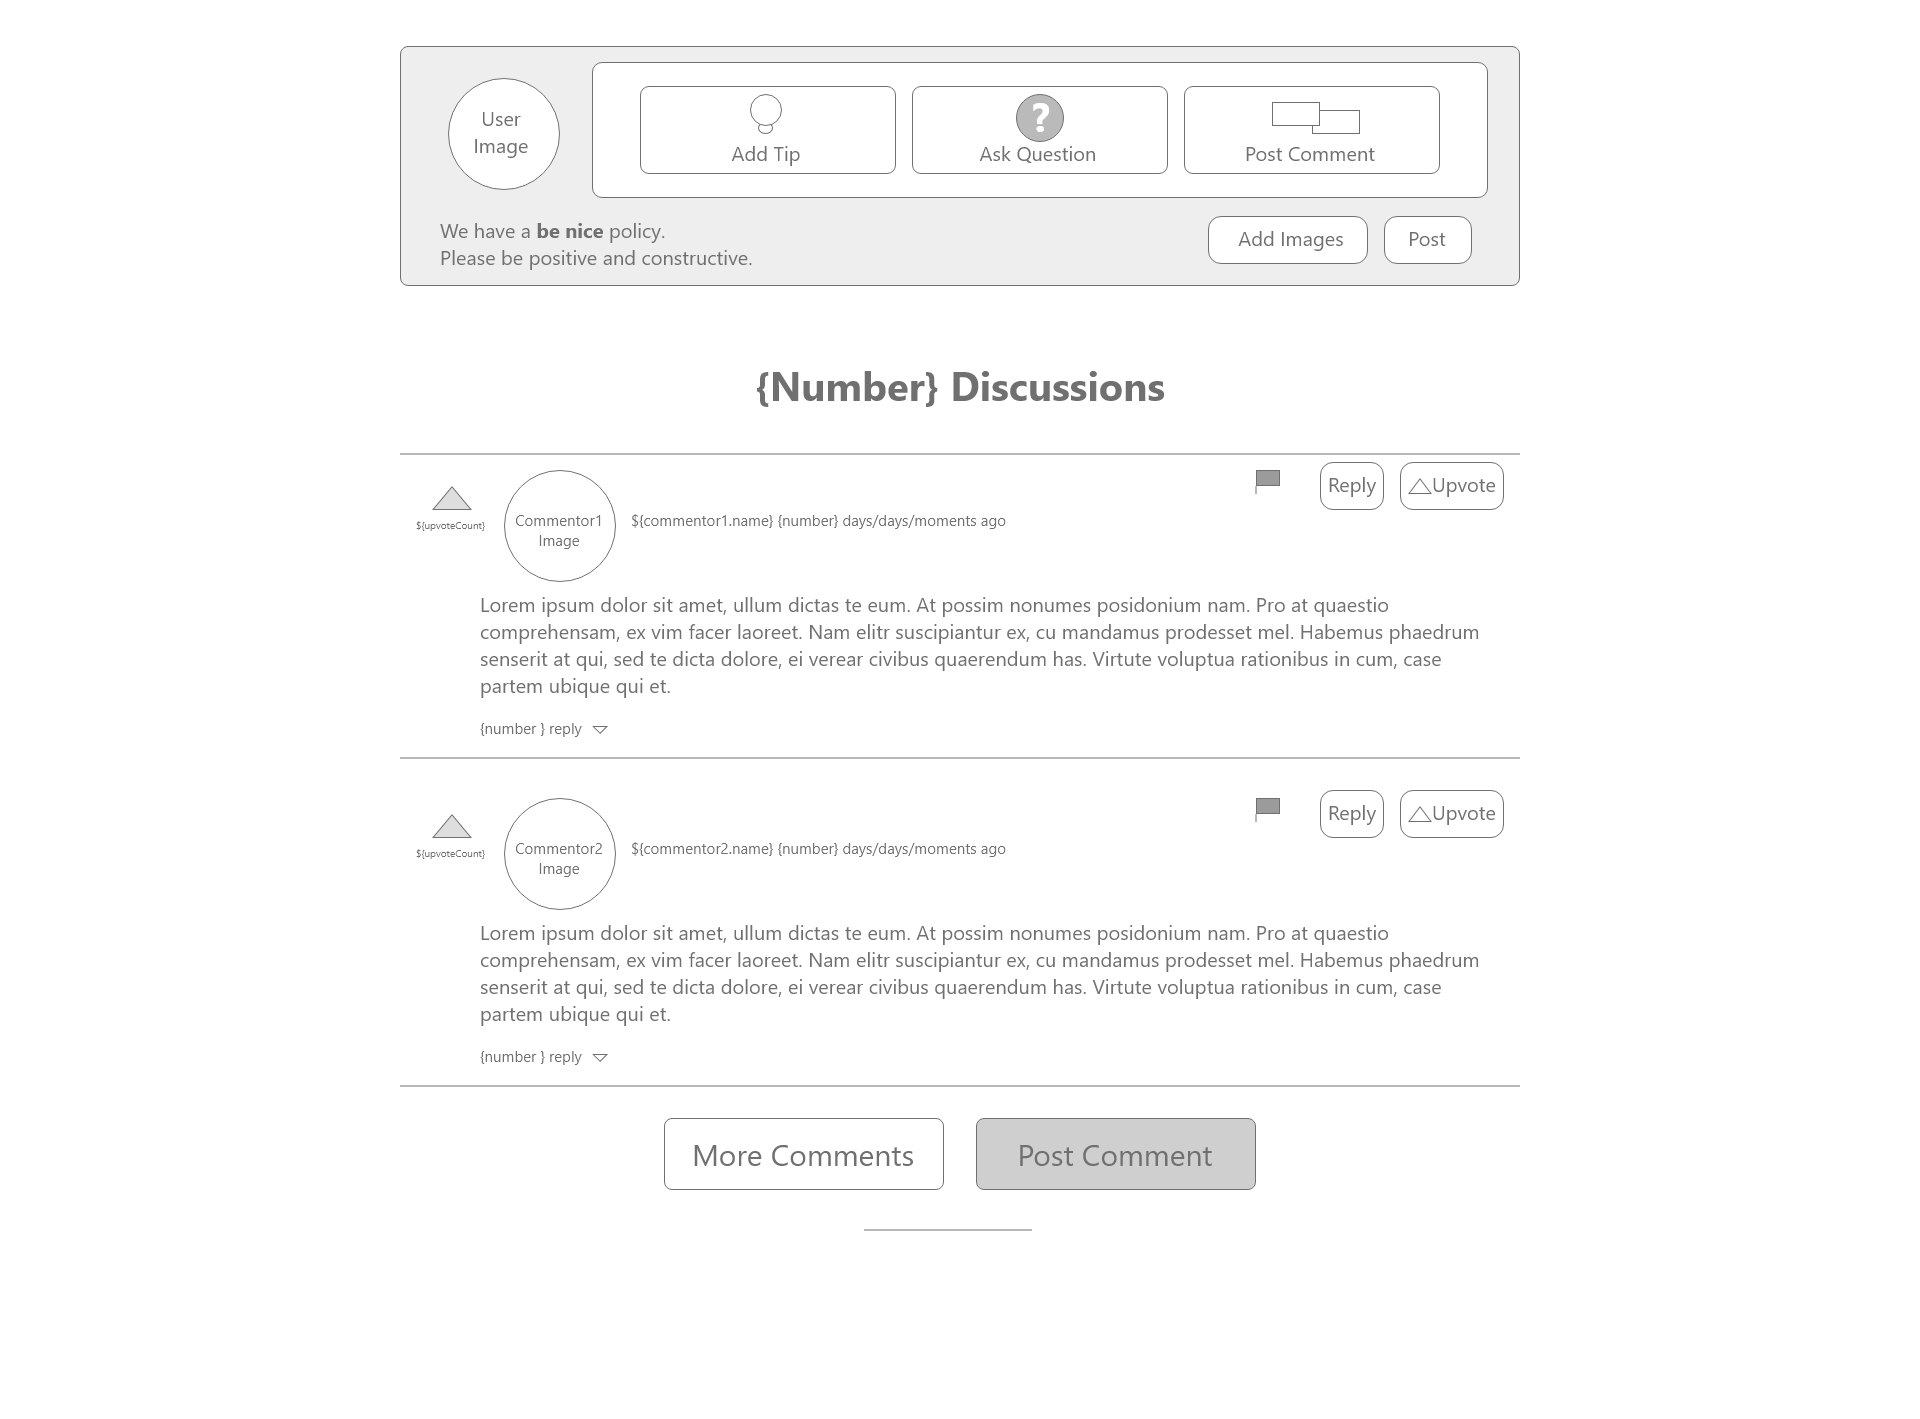 User
Image
Add Tip
?
Ask Question
Post Comment
We have a be nice policy.
Please be positive and constructive.
Add Images
Post
{Number} Discussions
${upvoteCount}
Commentor1
Image
${commentor1.name} {number} days/days/moments ago
Reply
Upvote
Lorem ipsum dolor sit amet, ullum dictas te eum. At possim nonumes posidonium nam. Pro at quaestio
comprehensam, ex vim facer laoreet. Nam elitr suscipiantur ex, cu mandamus prodesset mel. Habemus phaedrum
senserit at qui, sed te dicta dolore, ei verear civibus quaerendum has. Virtute voluptua rationibus in cum, case
partem ubique qui et.
{number } reply
${upvoteCount}
Commentor2
Image
${commentor2.name} {number} days/days/moments ago
Reply
Upvote
Lorem ipsum dolor sit amet, ullum dictas te eum. At possim nonumes posidonium nam. Pro at quaestio
comprehensam, ex vim facer laoreet. Nam elitr suscipiantur ex, cu mandamus prodesset mel. Habemus phaedrum
senserit at qui, sed te dicta dolore, ei verear civibus quaerendum has. Virtute voluptua rationibus in cum, case
partem ubique qui et.
{number } reply
More Comments
Post Comment